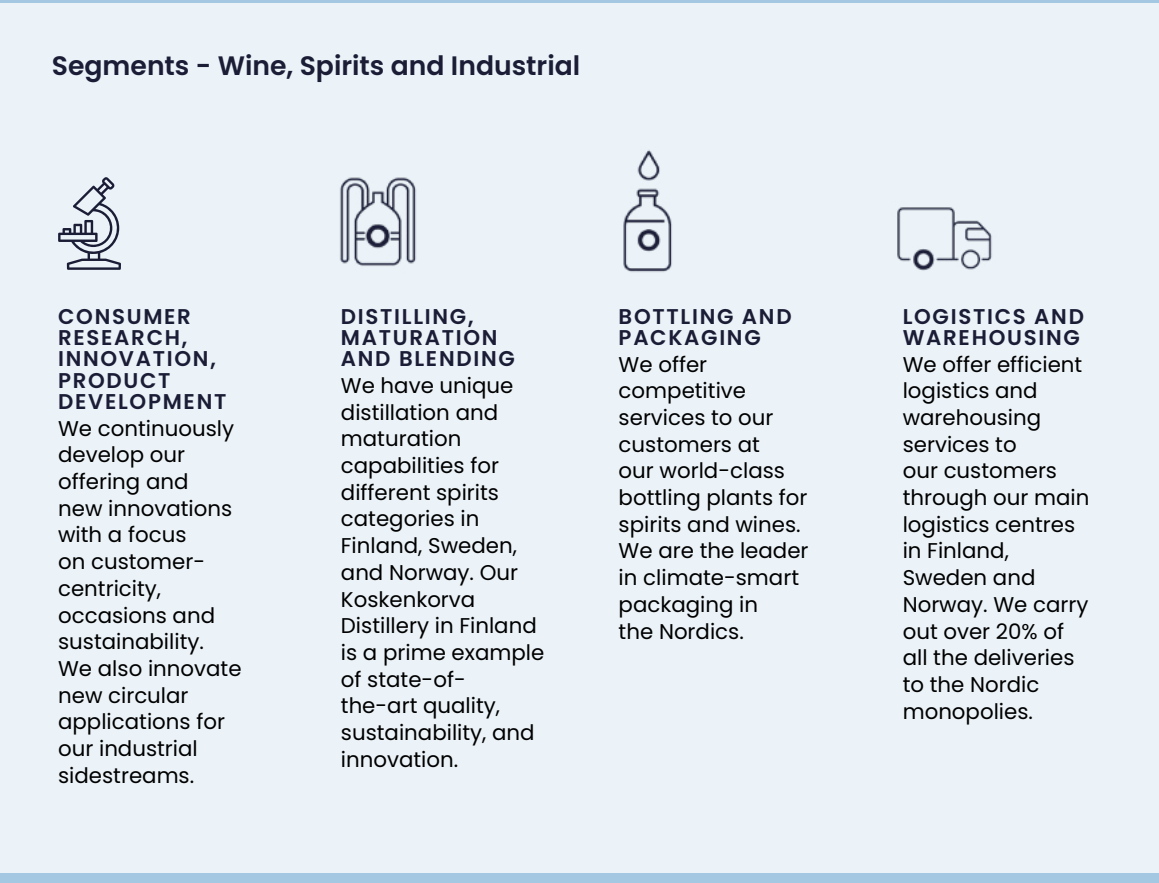 Segments - Wine, Spirits and Industrial
CONSUMER
RESEARCH,
INNOVATION,
PRODUCT
DEVELOPMENT
We continuously
develop our
offering and
new innovations
with a focus
on customer-
centricity,
occasions and
sustainability.
We also innovate
new circular
applications for
our industrial
sidestreams.
DISTILLING,
MATURATION
AND BLENDING
We have unique
distillation and
maturation
capabilities for
different spirits
categories in
Finland, Sweden,
and Norway. Our
Koskenkorva
Distillery in Finland
is a prime example
of state-of-
the-art quality,
sustainability, and
innovation.
BOTTLING AND
PACKAGING
We offer
competitive
services to our
customers at
our world-class
bottling plants for
spirits and wines.
We are the leader
in climate-smart
packaging in
the Nordics.
LOGISTICS AND
WAREHOUSING
We offer efficient
logistics and
warehousing
services to
our customers
through our main
logistics centres
in Finland,
Sweden and
Norway. We carry
out over 20% of
all the deliveries
to the Nordic
monopolies.